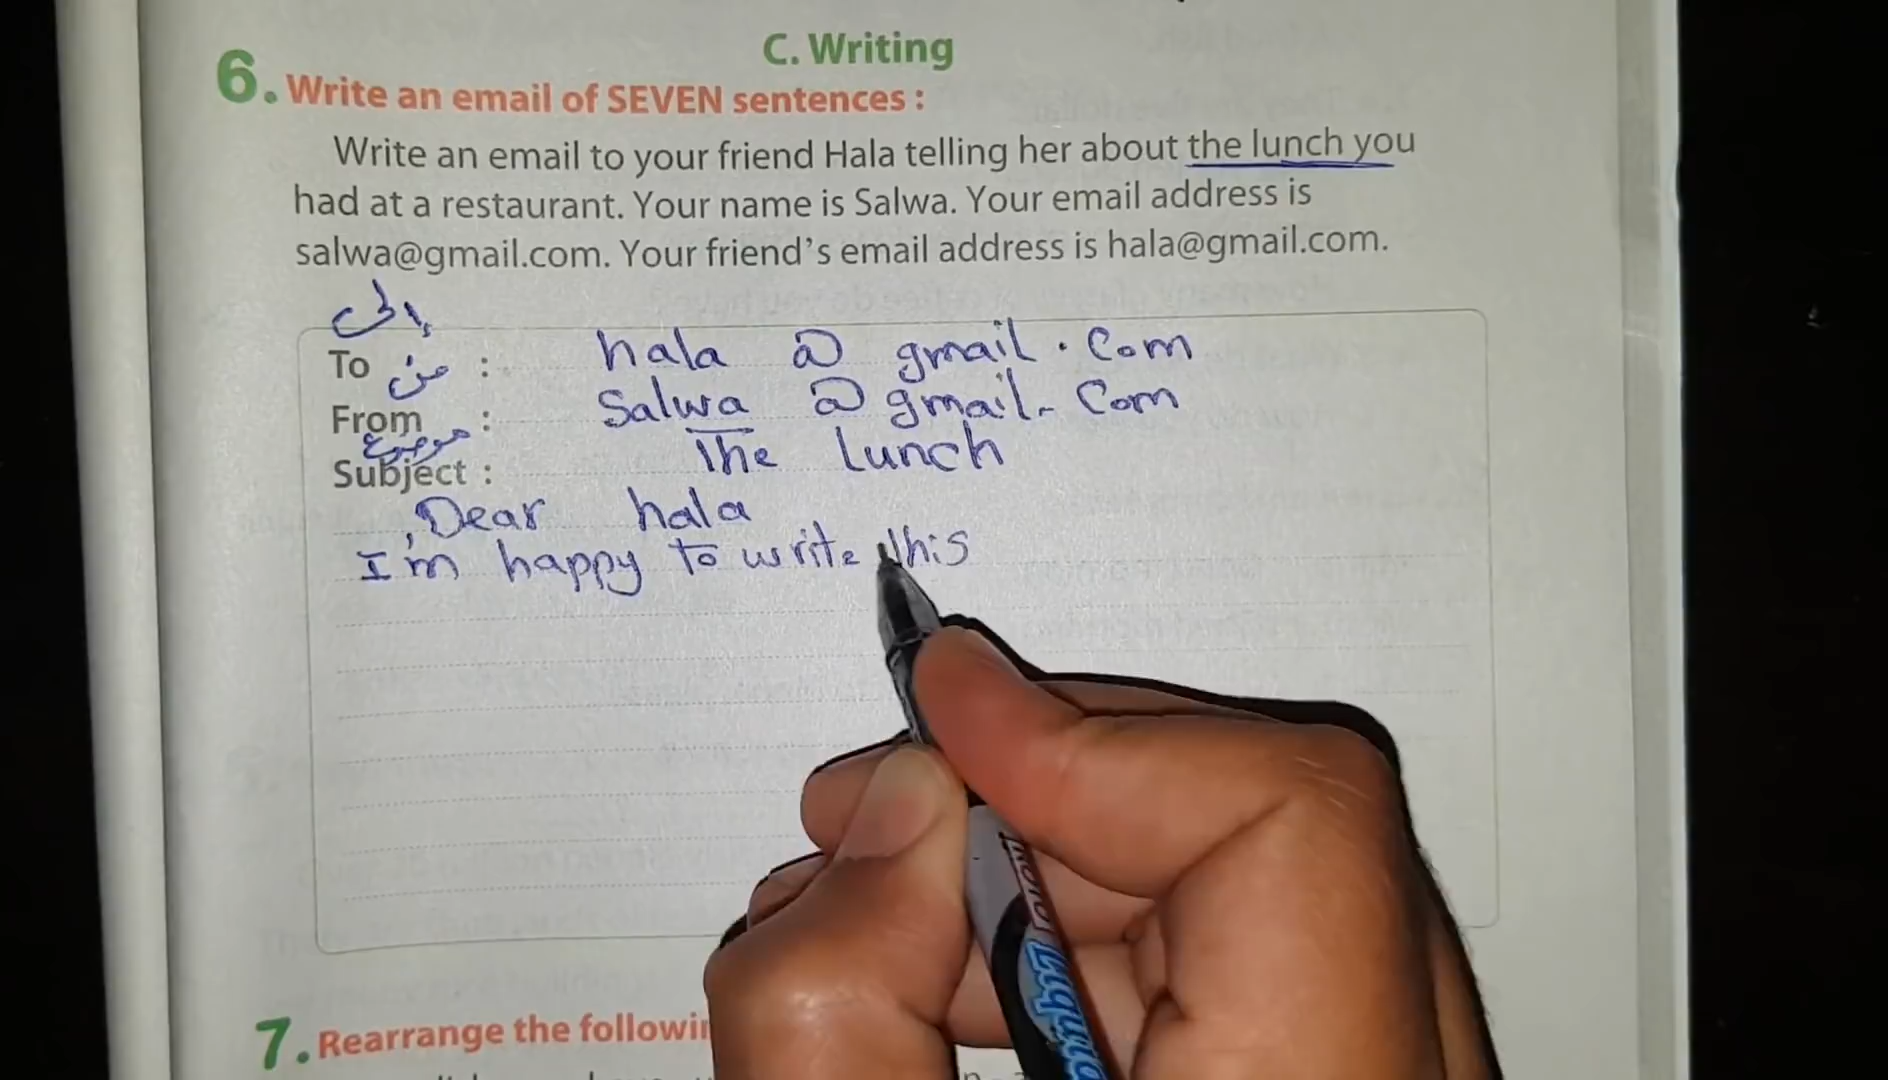 C. Writing
6. Write an email of SEVEN sentences :
Write an email to your friend Hala telling her about the lunch you
had at a restaurant. Your name is Salwa. Your email address is
salwa@gmail.com. Your friend's email address is hala@gmail.com.
إلى
To : hala @ gmail . Com
من
From : Salwa @ gmail. Com
موضوع
Subject : The Lunch
Dear hala
I'm happy to write this
7. Rearrange the followin